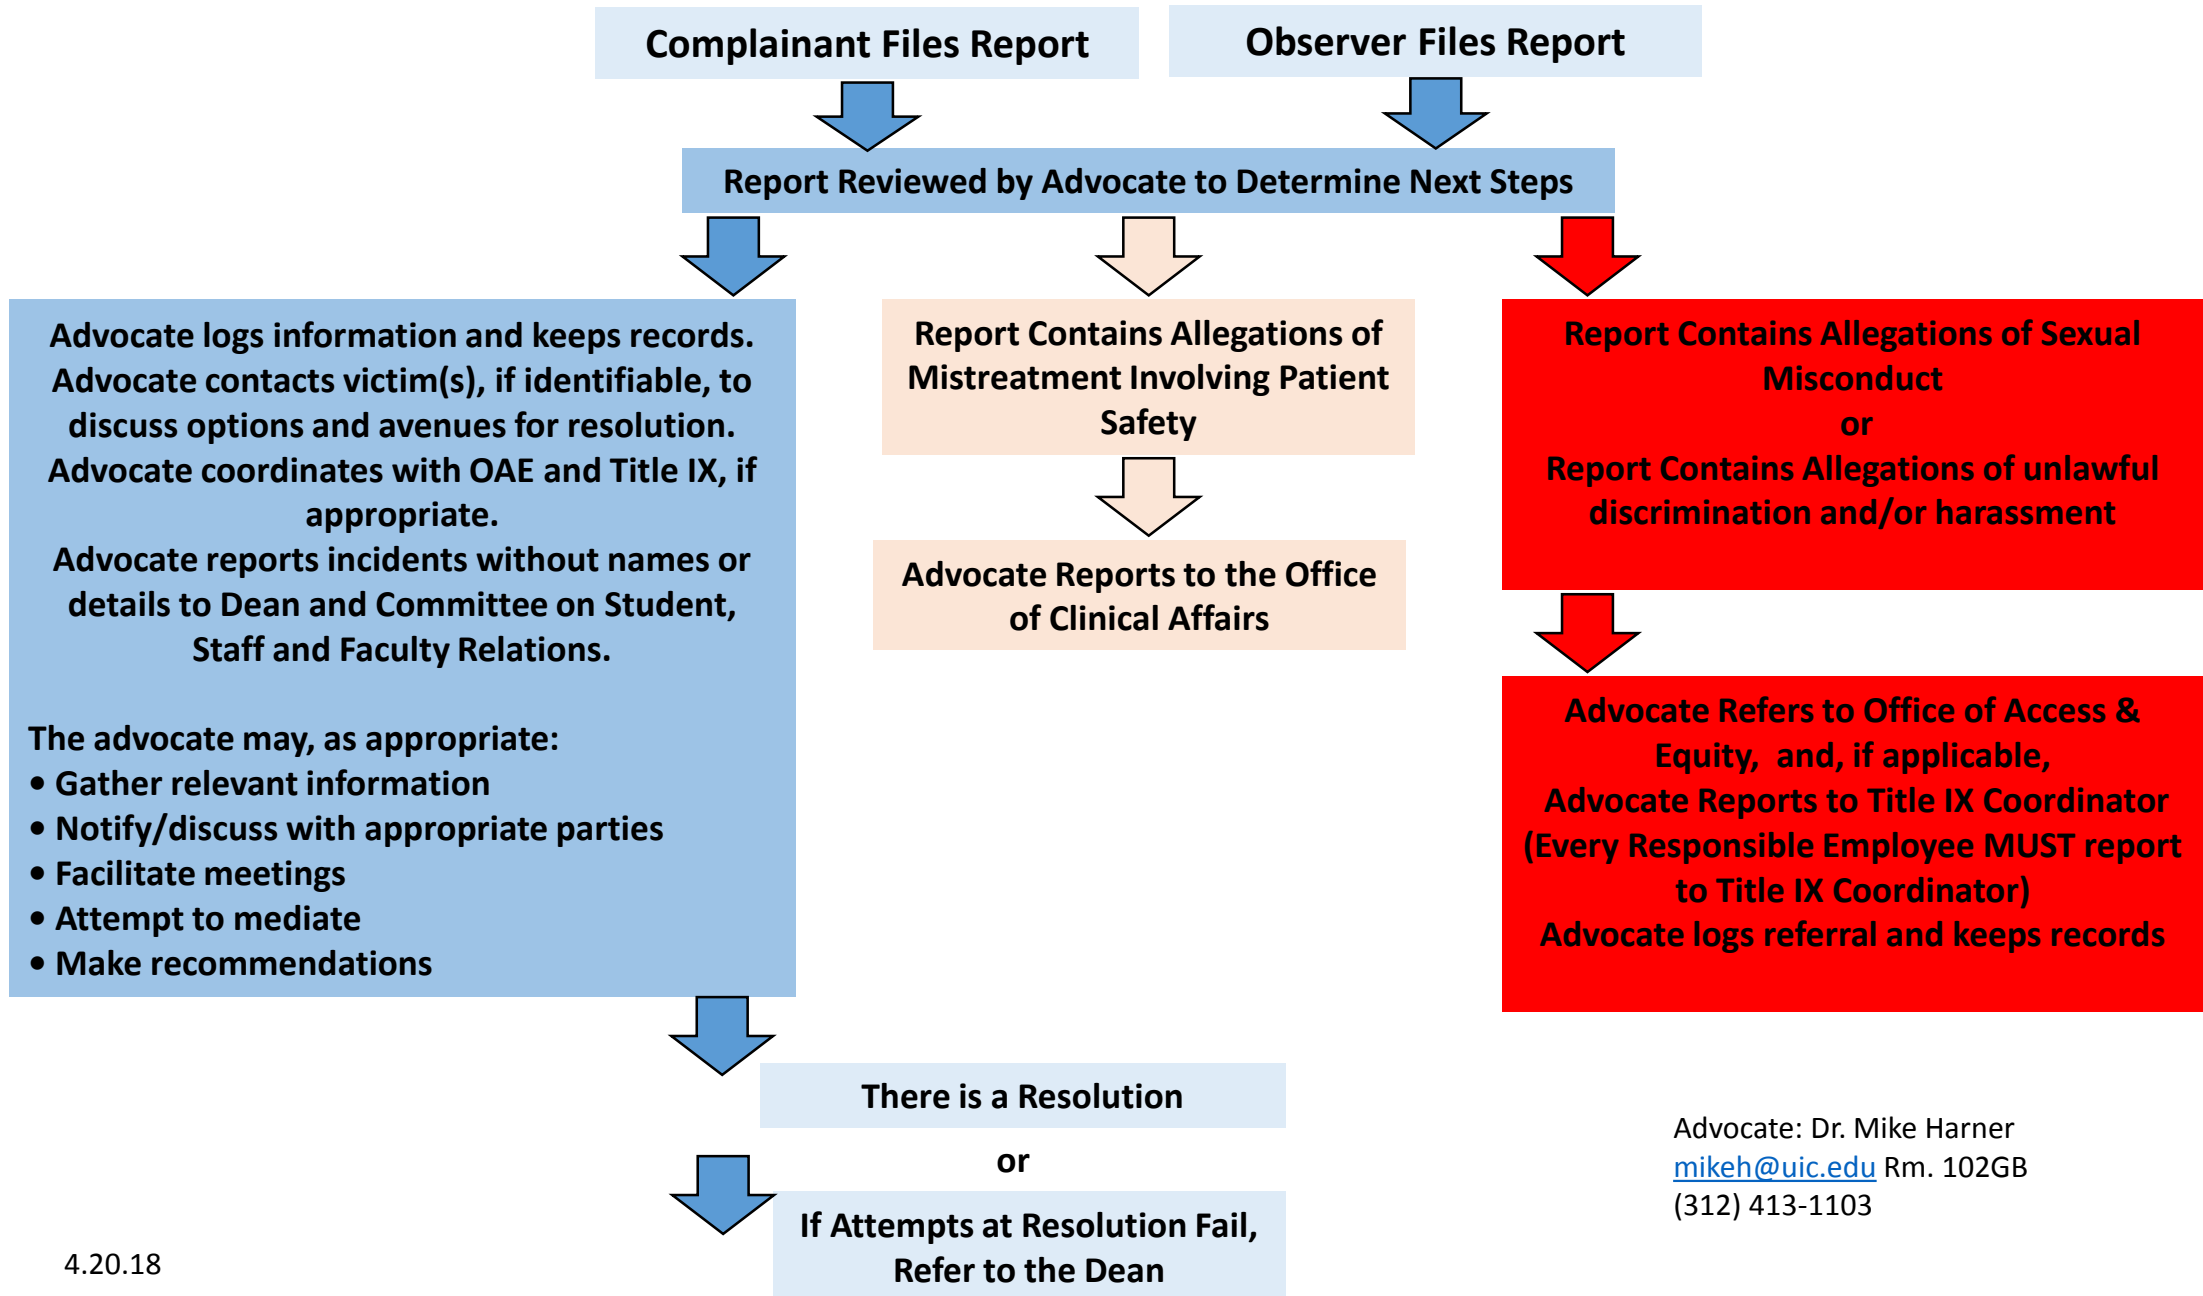 Complainant Files Report
Observer Files Report
Report Reviewed by Advocate to Determine Next Steps
Advocate logs information and keeps records.
Advocate contacts victim(s), if identifiable, to
discuss options and avenues for resolution.
Advocate coordinates with OAE and Title IX, if
appropriate.
Advocate reports incidents without names or
details to Dean and Committee on Student,
Staff and Faculty Relations.
The advocate may, as appropriate:
• Gather relevant information
• Notify/discuss with appropriate parties
• Facilitate meetings
• Attempt to mediate
• Make recommendations
Report Contains Allegations of
Mistreatment Involving Patient
Safety
Advocate Reports to the Office
of Clinical Affairs
Report Contains Allegations of Sexual
Misconduct
or
Report Contains Allegations of unlawful
discrimination and/or harassment
Advocate Refers to Office of Access &
Equity, and, if applicable,
Advocate Reports to Title IX Coordinator
(Every Responsible Employee MUST report
to Title IX Coordinator)
Advocate logs referral and keeps records
There is a Resolution
or
If Attempts at Resolution Fail,
Refer to the Dean
Advocate: Dr. Mike Harner
mikeh@uic.edu Rm. 102GB
(312) 413-1103
4.20.18